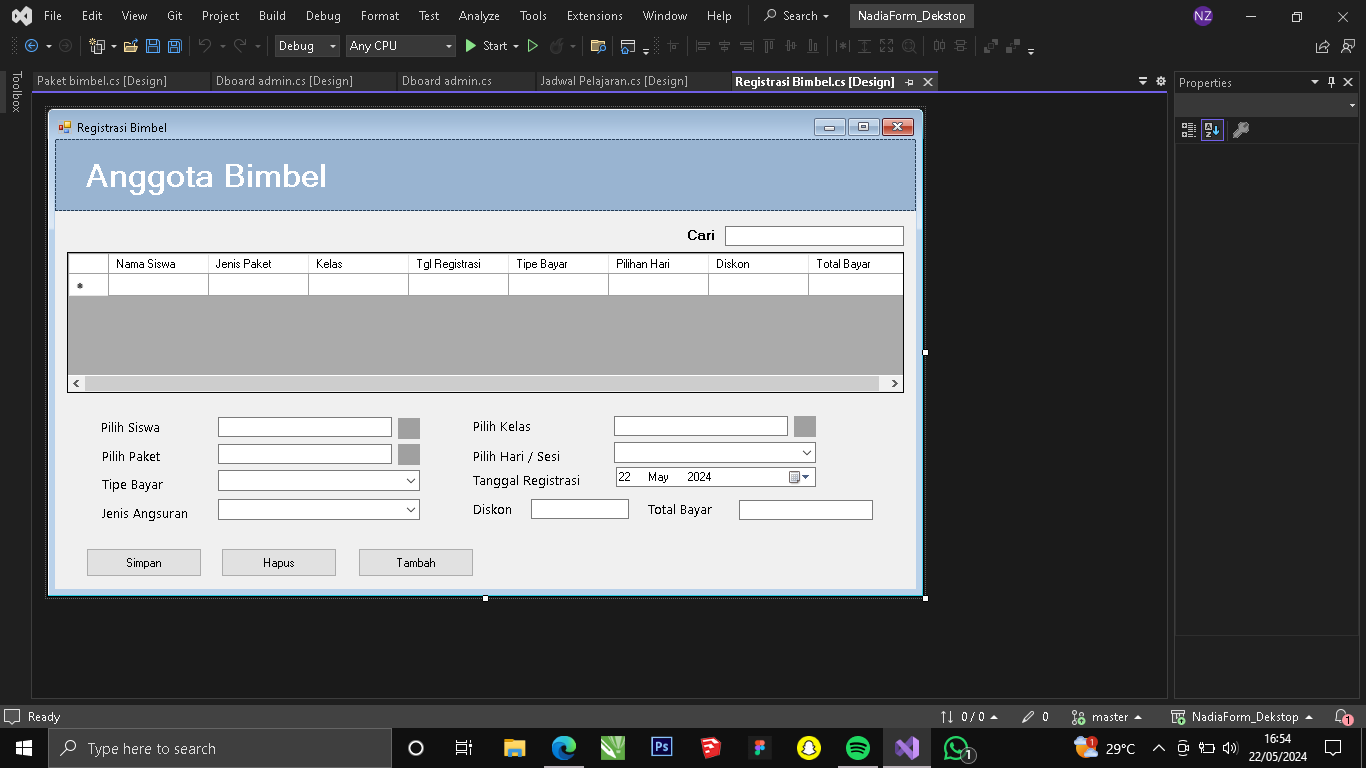 File Edit View Git Project Build Debug Format Test Analyze Tools Extensions Window Help Search NadiaForm_Dekstop NZ
Debug Any CPU Start
Toolbox
Paket bimbel.cs [Design] Dboard admin.cs [Design] Dboard admin.cs Jadwal Pelajaran.cs [Design] Registrasi Bimbel.cs [Design]
Properties
Registrasi Bimbel
Anggota Bimbel
Cari
Nama Siswa Jenis Paket Kelas Tgl Registrasi Tipe Bayar Pilihan Hari Diskon Total Bayar
Pilih Siswa Pilih Kelas
Pilih Paket Pilih Hari / Sesi
Tipe Bayar Tanggal Registrasi 22 May 2024
Jenis Angsuran Diskon Total Bayar
Simpan Hapus Tambah
Ready 0 / 0 0 master NadiaForm_Dekstop 1
Type here to search Ps 1 1 29°C 16:54
22/05/2024